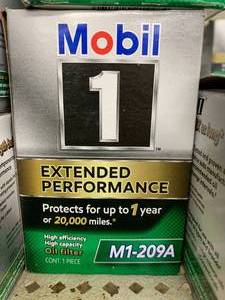 Mobil
1
™
EXTENDED
PERFORMANCE
Protects for up to 1 year
or 20,000 miles.*
High efficiency
High capacity
Oil filter
CONT. 1 PIECE
M1-209A